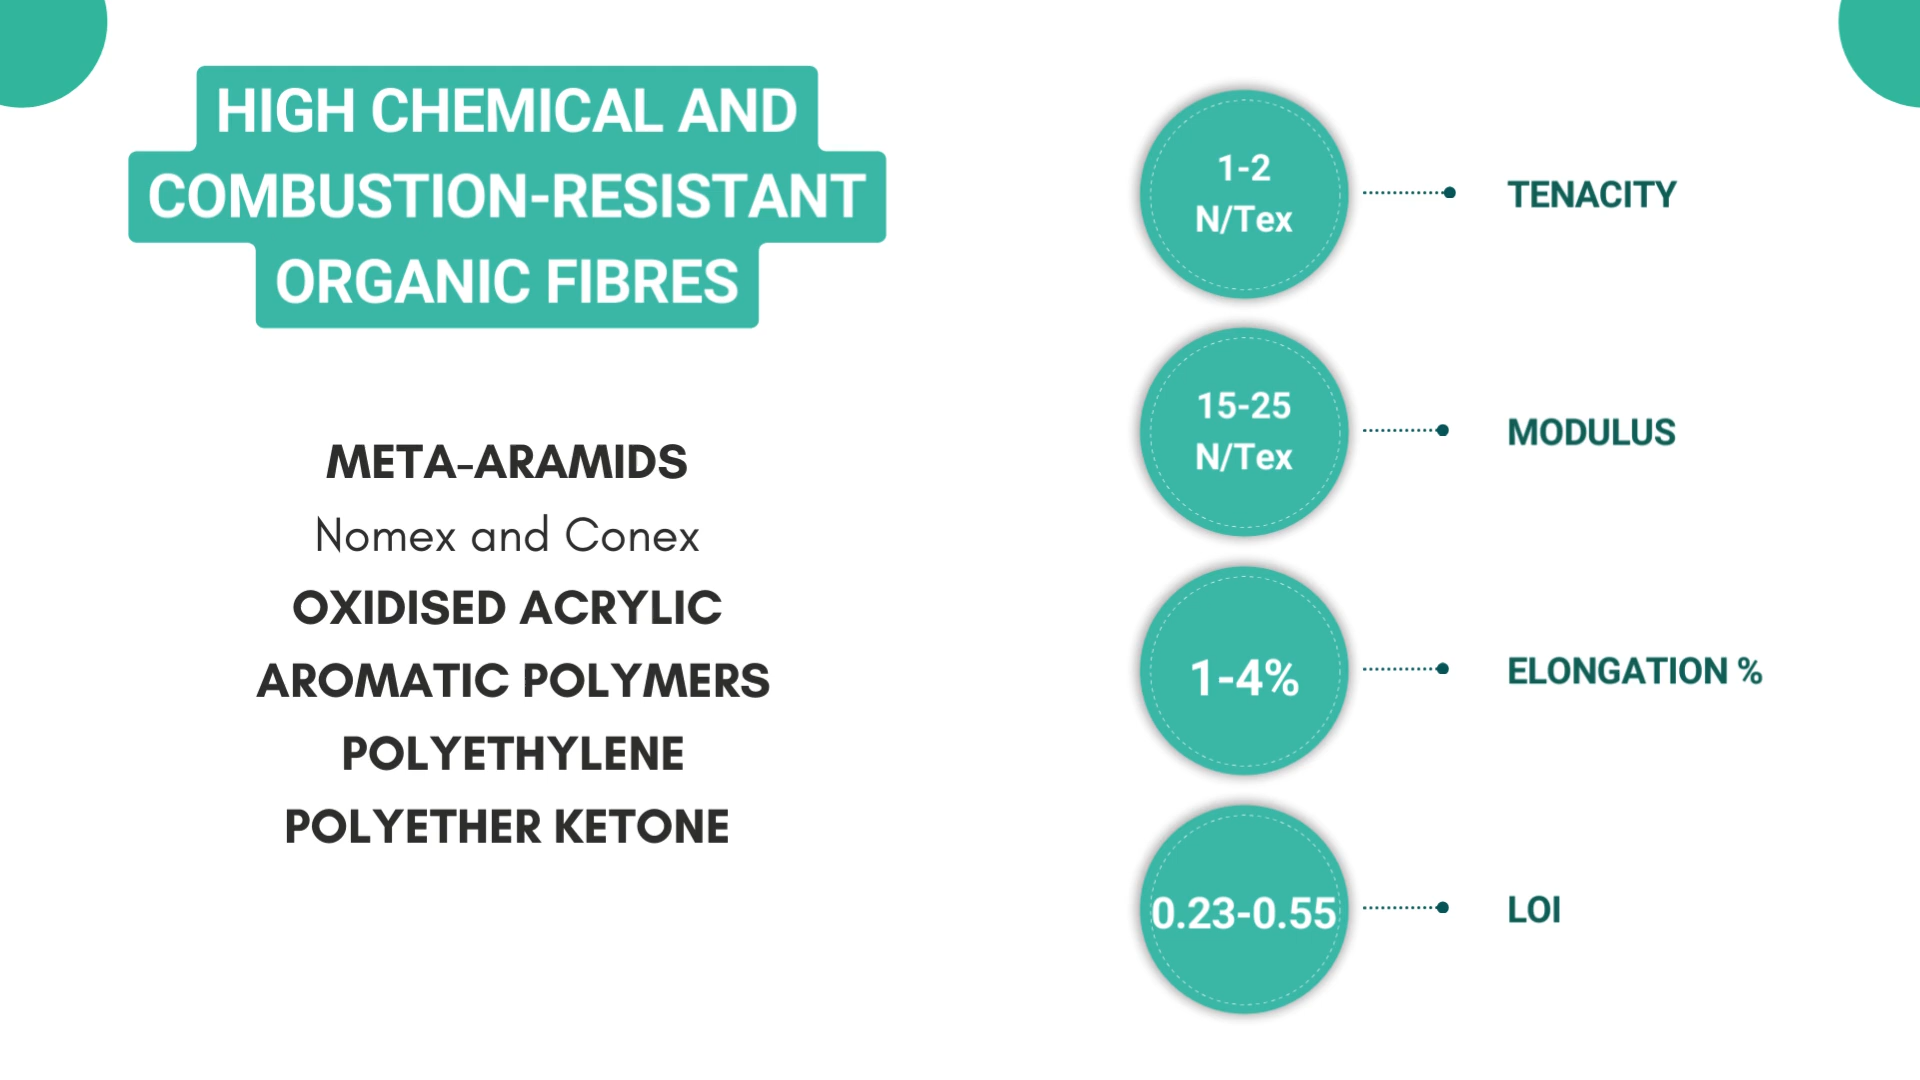 HIGH CHEMICAL AND
COMBUSTION-RESISTANT
ORGANIC FIBRES
META-ARAMIDS
Nomex and Conex
OXIDISED ACRYLIC
AROMATIC POLYMERS
POLYETHYLENE
POLYETHER KETONE
1-2
N/Tex
TENACITY
15-25
N/Tex
MODULUS
1-4%
ELONGATION %
0.23-0.55
LOI